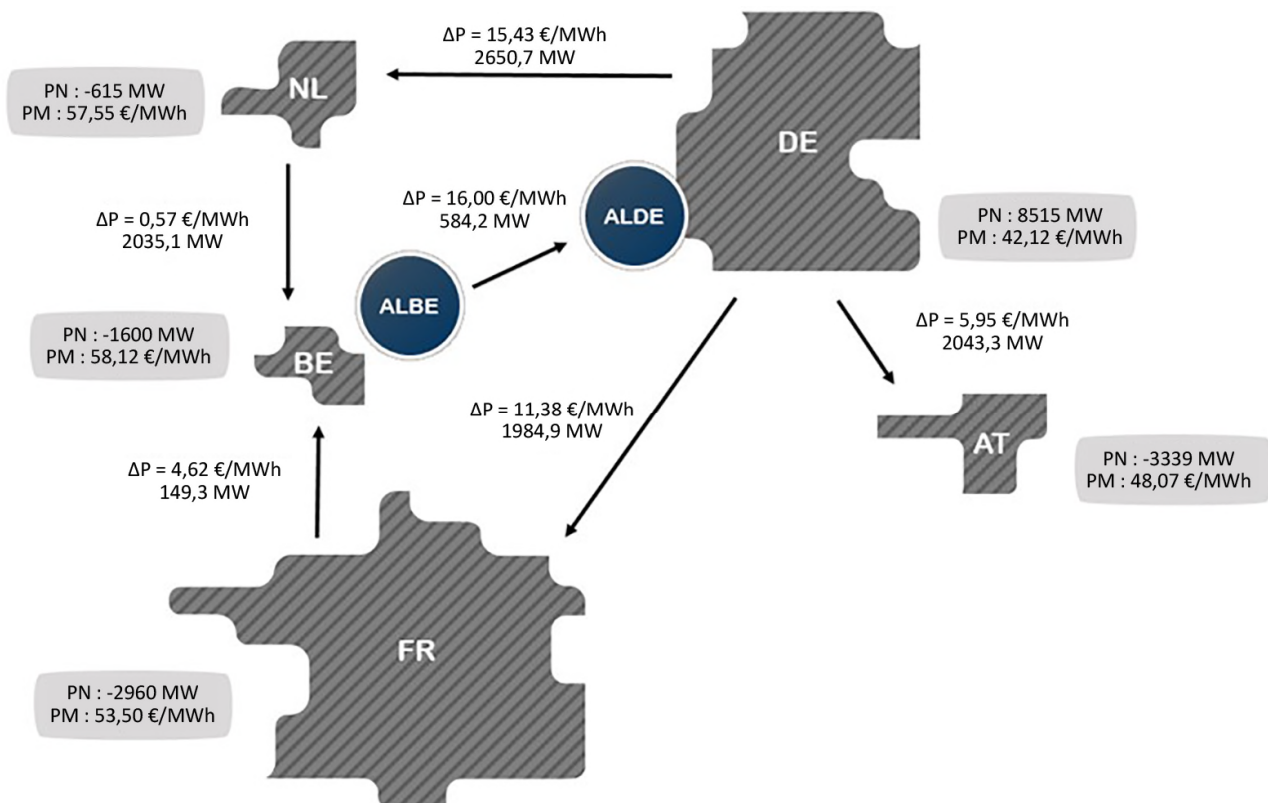 ΔP = 15,43 €/MWh
2650,7 MW
NL
PN : -615 MW
PM : 57,55 €/MWh
DE
ΔP = 16,00 €/MWh
584,2 MW
ALDE
PN : 8515 MW
PM : 42,12 €/MWh
ΔP = 0,57 €/MWh
2035,1 MW
ALBE
PN : -1600 MW
PM : 58,12 €/MWh
BE
ΔP = 5,95 €/MWh
2043,3 MW
ΔP = 11,38 €/MWh
1984,9 MW
AT
PN : -3339 MW
PM : 48,07 €/MWh
ΔP = 4,62 €/MWh
149,3 MW
FR
PN : -2960 MW
PM : 53,50 €/MWh